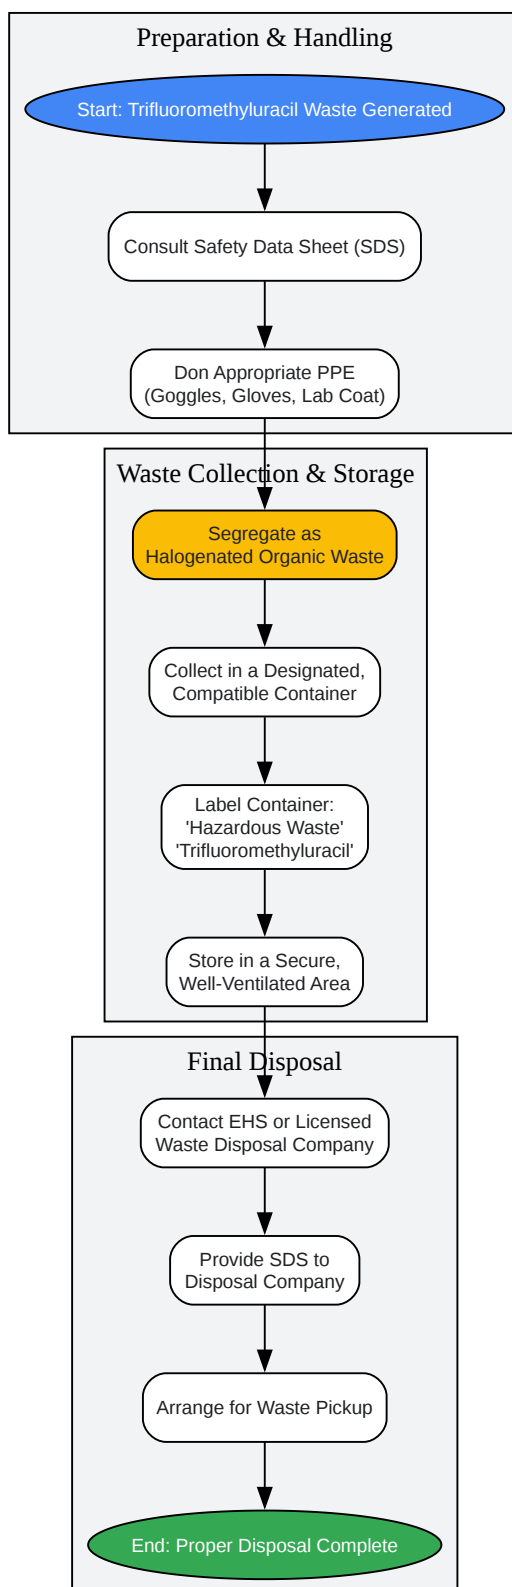 Preparation & Handling
Start: Trifluoromethyluracil Waste Generated
Consult Safety Data Sheet (SDS)
Don Appropriate PPE
(Goggles, Gloves, Lab Coat)
Waste Collection & Storage
Segregate as
Halogenated Organic Waste
Collect in a Designated,
Compatible Container
Label Container:
'Hazardous Waste'
'Trifluoromethyluracil'
Store in a Secure,
Well-Ventilated Area
Final Disposal
Contact EHS or Licensed
Waste Disposal Company
Provide SDS to
Disposal Company
Arrange for Waste Pickup
End: Proper Disposal Complete